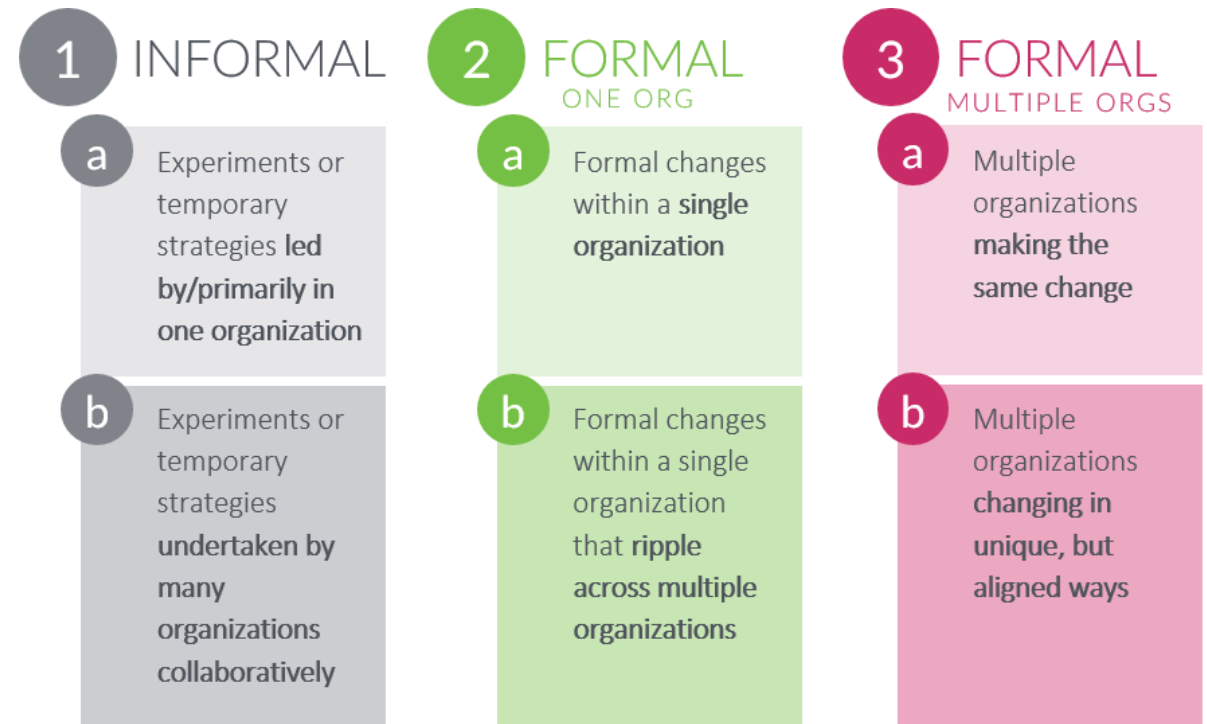 1 INFORMAL
a
Experiments or
temporary
strategies led
by/primarily in
one organization
b
Experiments or
temporary
strategies
undertaken by
many
organizations
collaboratively
2 FORMAL
ONE ORG
a
Formal changes
within a single
organization
b
Formal changes
within a single
organization
that ripple
across multiple
organizations
3 FORMAL
MULTIPLE ORGS
a
Multiple
organizations
making the
same change
b
Multiple
organizations
changing in
unique, but
aligned ways